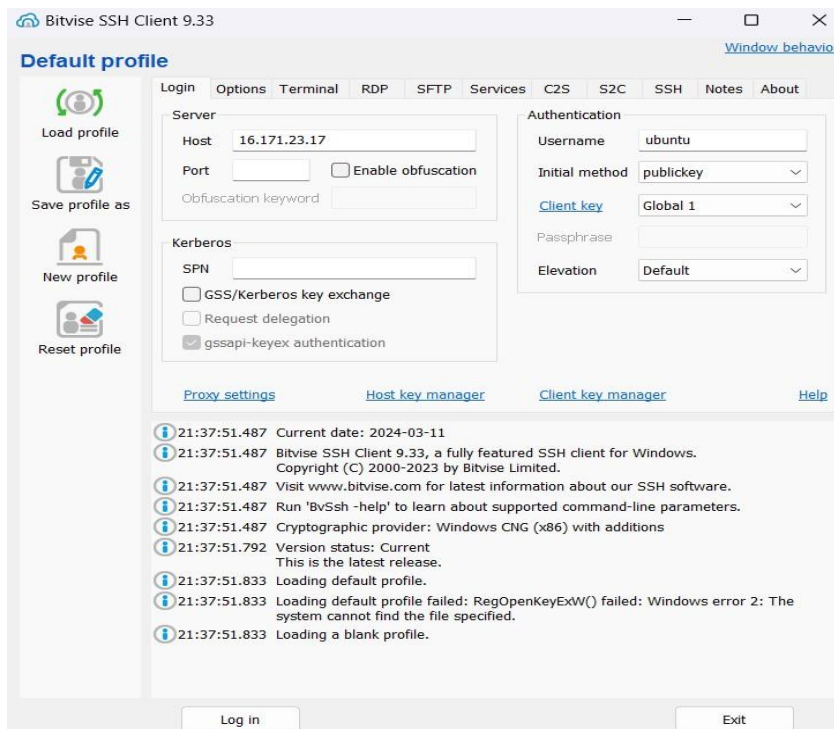 Bitvise SSH Client 9.33
Window behavio
Default profile
Load profile
Save profile as
New profile
Reset profile
Login Options Terminal RDP SFTP Services C2S S2C SSH Notes About
Server
Host 16.171.23.17
Port Enable obfuscation
Obfuscation keyword
Kerberos
SPN
GSS/Kerberos key exchange
Request delegation
gssapi-keyex authentication
Authentication
Username ubuntu
Initial method publickey
Client key Global 1
Passphrase
Elevation Default
Proxy settings Host key manager Client key manager Help
21:37:51.487 Current date: 2024-03-11
21:37:51.487 Bitvise SSH Client 9.33, a fully featured SSH client for Windows.
Copyright (C) 2000-2023 by Bitvise Limited.
21:37:51.487 Visit www.bitvise.com for latest information about our SSH software.
21:37:51.487 Run 'BvSsh -help' to learn about supported command-line parameters.
21:37:51.487 Cryptographic provider: Windows CNG (x86) with additions
21:37:51.792 Version status: Current
This is the latest release.
21:37:51.833 Loading default profile.
21:37:51.833 Loading default profile failed: RegOpenKeyExW() failed: Windows error 2: The
system cannot find the file specified.
21:37:51.833 Loading a blank profile.
Log in Exit